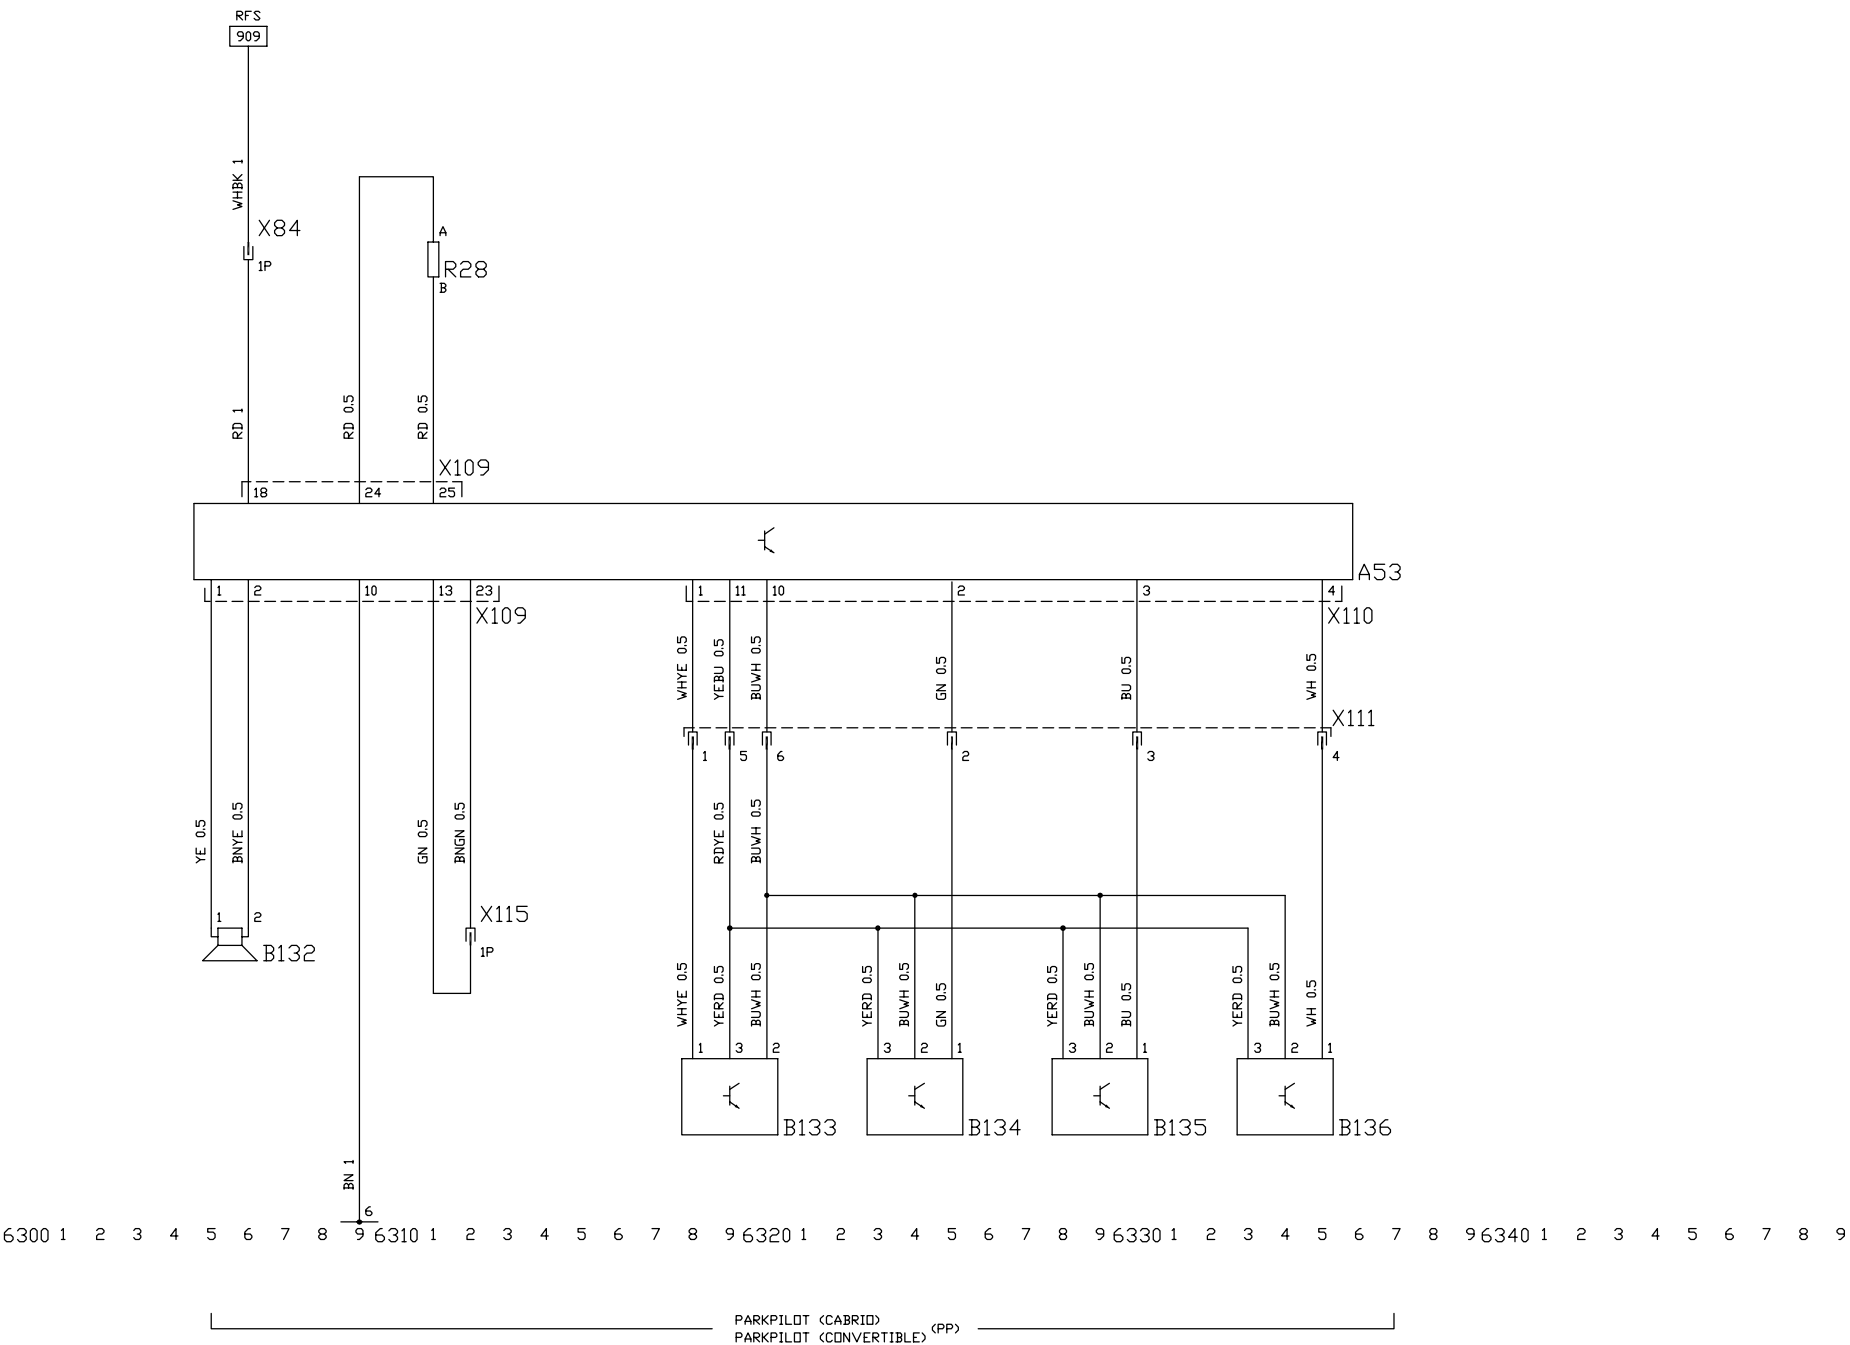 RFS
909
WHBK 1
X84
1P
A
R28
B
RD 1
RD 0.5
RD 0.5
X109
18
24
25
A53
1
2
10
13
23
X109
1
11
10
2
3
4
X110
WHYE 0.5
YEBU 0.5
BUWH 0.5
GN 0.5
BU 0.5
WH 0.5
X111
1
5
6
2
3
4
YE 0.5
BNYE 0.5
GN 0.5
BNGN 0.5
RDYE 0.5
BUWH 0.5
1
2
B132
X115
1P
WHYE 0.5
YERD 0.5
BUWH 0.5
YERD 0.5
BUWH 0.5
GN 0.5
YERD 0.5
BUWH 0.5
BU 0.5
YERD 0.5
BUWH 0.5
WH 0.5
1
3
2
3
2
1
3
2
1
3
2
1
B133
B134
B135
B136
BN 1
6
6300 1 2 3 4 5 6 7 8 9 6310 1 2 3 4 5 6 7 8 9 6320 1 2 3 4 5 6 7 8 9 6330 1 2 3 4 5 6 7 8 9 6340 1 2 3 4 5 6 7 8 9
PARKPILOT (CABRIO)
PARKPILOT (CONVERTIBLE) (PP)